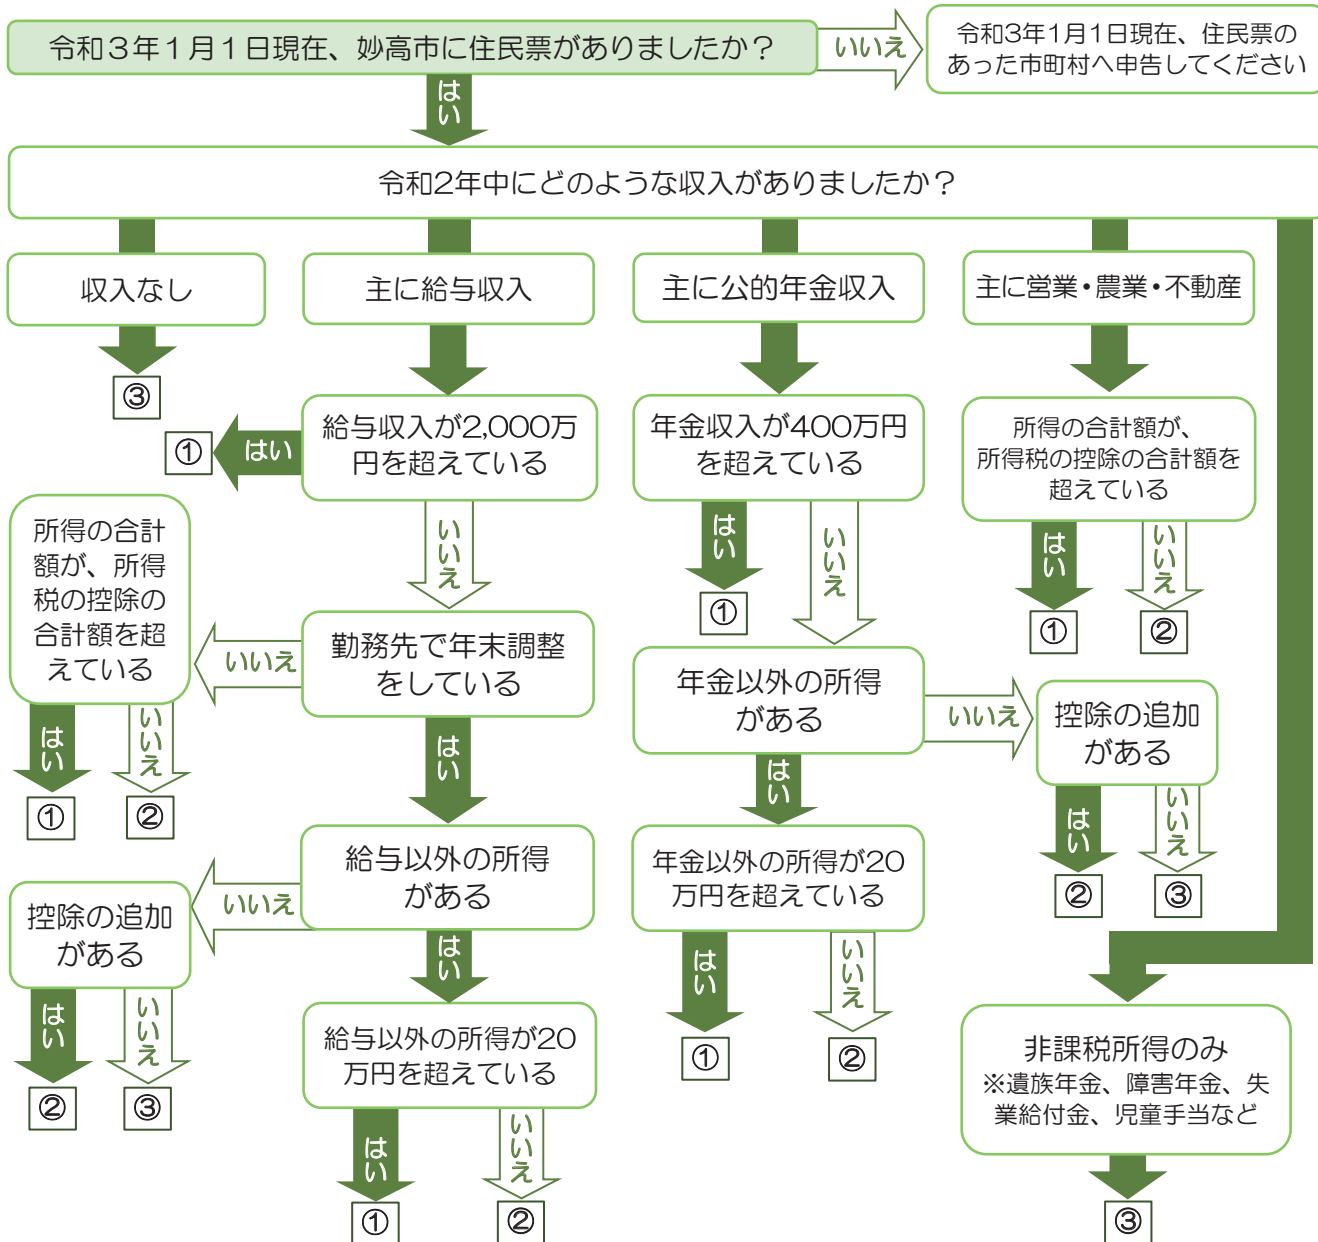 令和３年１月１日現在、妙高市に住民票がありましたか？
いいえ
令和3年1月1日現在、住民票の
あった市町村へ申告してください
はい
令和2年中にどのような収入がありましたか？
収入なし
主に給与収入
主に公的年金収入
主に営業・農業・不動産
③
給与収入が2,000万
円を超えている
はい
①
年金収入が400万円
を超えている
所得の合計額が、
所得税の控除の合計額を
超えている
いいえ
はい
①
いいえ
はい
①
いいえ
②
所得の合計
額が、所得
税の控除の
合計額を超
えている
いいえ
勤務先で年末調整
をしている
年金以外の所得
がある
いいえ
控除の追加
がある
はい
①
いいえ
②
はい
はい
はい
②
いいえ
③
給与以外の所得
がある
いいえ
控除の追加
がある
年金以外の所得が20
万円を超えている
はい
②
いいえ
③
はい
はい
①
いいえ
②
給与以外の所得が20
万円を超えている
非課税所得のみ
※遺族年金、障害年金、失
業給付金、児童手当など
はい
①
いいえ
②
③